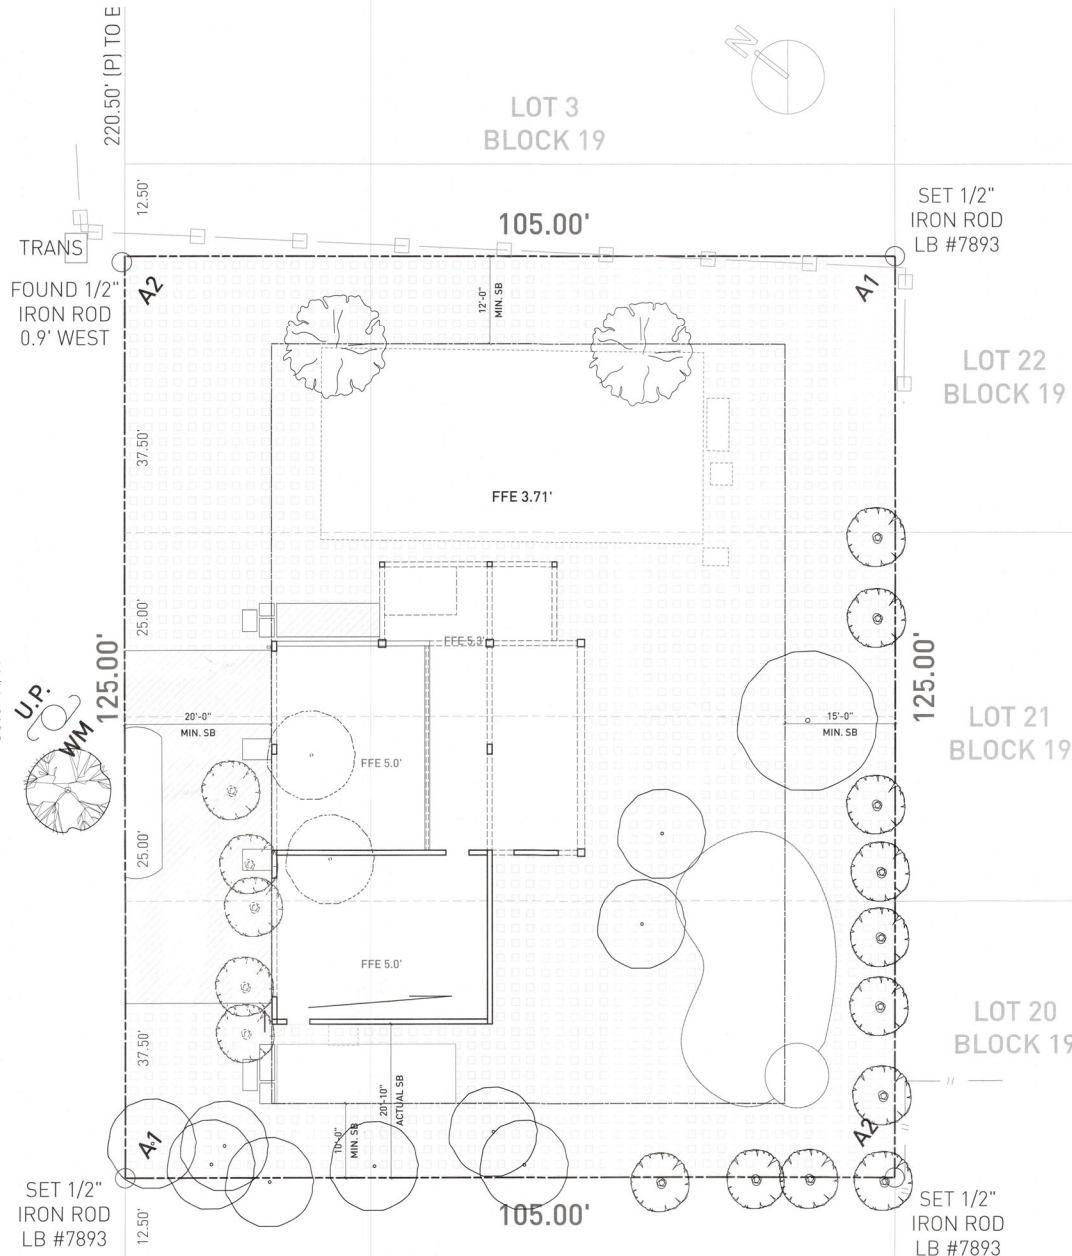 220.50' (P) TO E
N
LOT 3
BLOCK 19
12.50'
105.00'
SET 1/2"
IRON ROD
LB #7893
TRANS
FOUND 1/2"
IRON ROD
0.9' WEST
A2
A1
12'-0"
MIN. SB
LOT 22
BLOCK 19
37.50'
FFE 3.71'
25.00'
FFE 5.3'
125.00'
125.00'
U.P.
WM
20'-0"
MIN. SB
15'-0"
MIN. SB
LOT 21
BLOCK 19
FFE 5.0'
25.00'
FFE 5.0'
LOT 20
BLOCK 19
37.50'
20'-10"
ACTUAL SB
10'-0"
MIN. SB
A1
A2
SET 1/2"
IRON ROD
LB #7893
12.50'
105.00'
SET 1/2"
IRON ROD
LB #7893